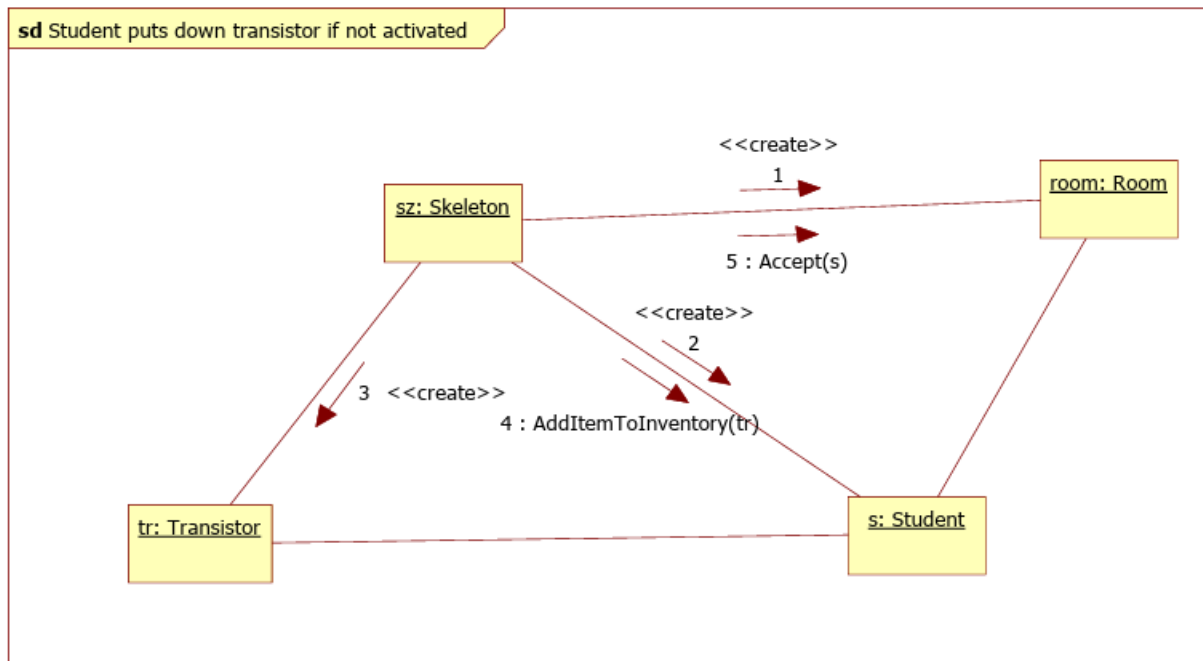 sd Student puts down transistor if not activated
<<create>>
1
room: Room
sz: Skeleton
5 : Accept(s)
<<create>>
2
3 <<create>>
4 : AddItemToInventory(tr)
tr: Transistor
s: Student